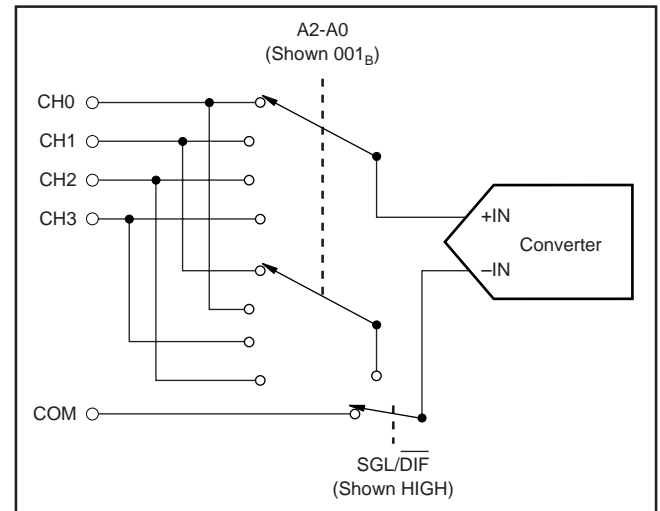 A2-A0
(Shown 001B)
CH0
CH1
CH2
CH3
+IN
Converter
–IN
COM
SGL/DIF
(Shown HIGH)